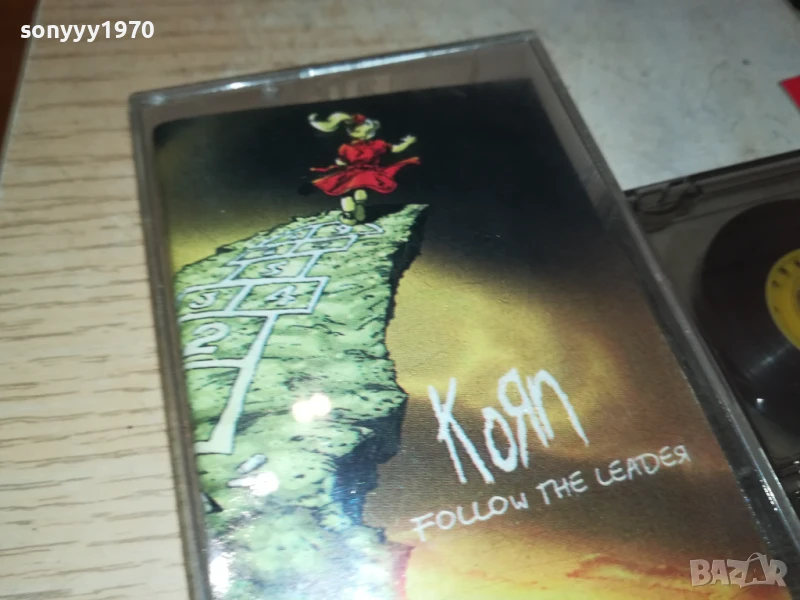 sonyyy1970
5
3 4
2
KoЯn
FOLLOW THE LEADEЯ
BAZAR